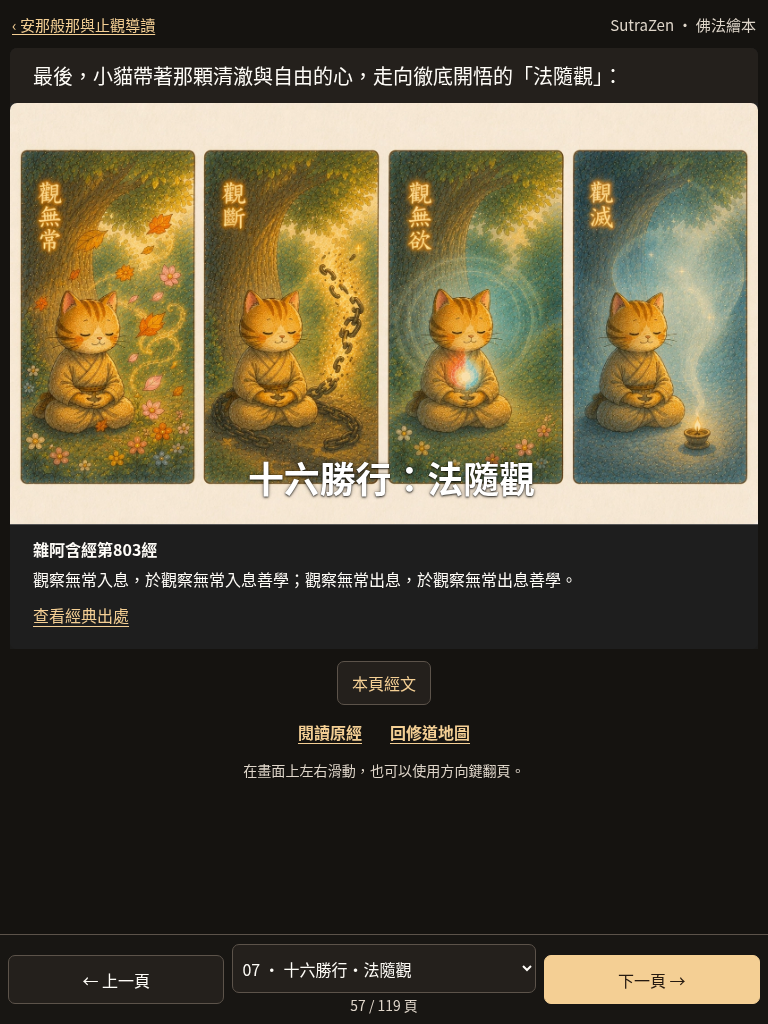 ‹ 安那般那與止觀導讀
SutraZen · 佛法繪本
最後，小貓帶著那顆清澈與自由的心，走向徹底開悟的「法隨觀」：
觀無常
觀斷
觀無欲
觀滅
十六勝行：法隨觀
雜阿含經第803經
觀察無常入息，於觀察無常入息善學；觀察無常出息，於觀察無常出息善學。
查看經典出處
本頁經文
閱讀原經
回修道地圖
在畫面上左右滑動，也可以使用方向鍵翻頁。
← 上一頁
07 · 十六勝行·法隨觀
下一頁 →
57 / 119 頁